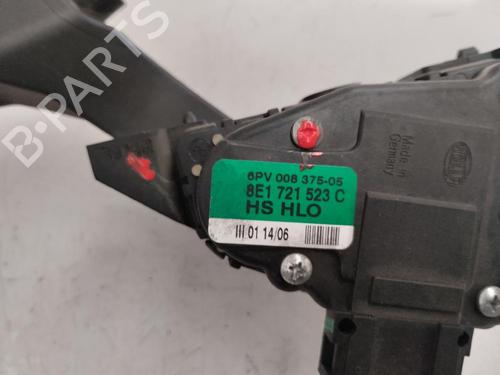 Made in
Germany
HELLA
6PV 008 375-05
8E1 721 523 C
HS HLO
III 01 14/06
B-PARTS